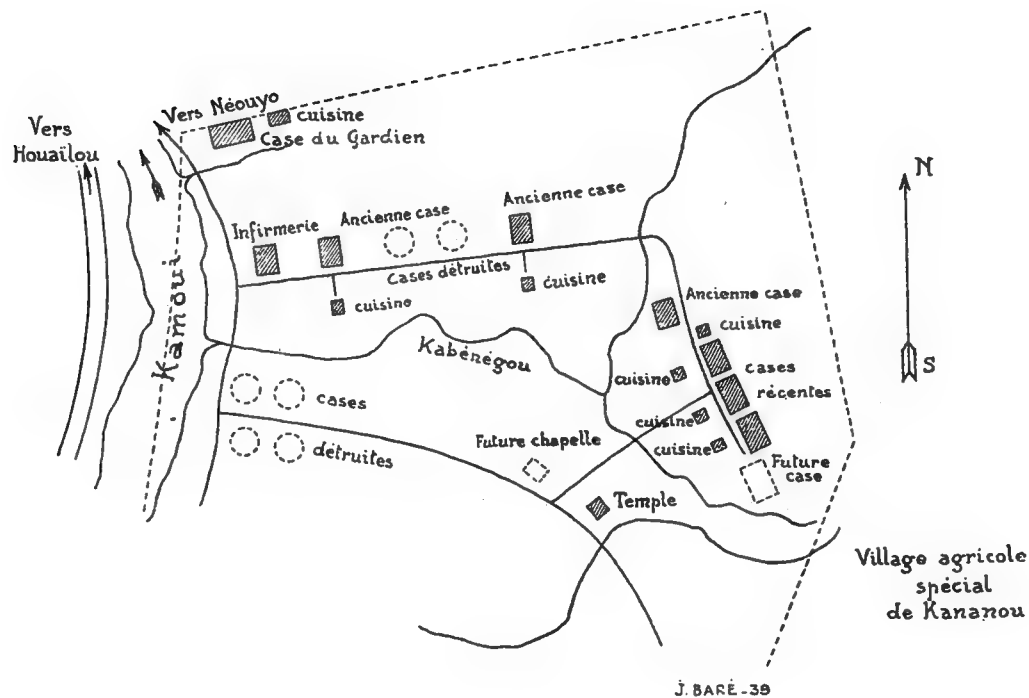 Vers Néouyo
cuisine
Case du Gardien
Vers
Houaïlou
N
S
Infirmerie
Ancienne case
Ancienne case
cases détruites
cuisine
cuisine
Kamoui
Kabénégou
Ancienne case
cuisine
cases
récentes
cuisine
cuisine
cuisine
cases
détruites
Future chapelle
Future
case
Temple
Village agricole
spécial
de Kananou
J. BARÉ-39